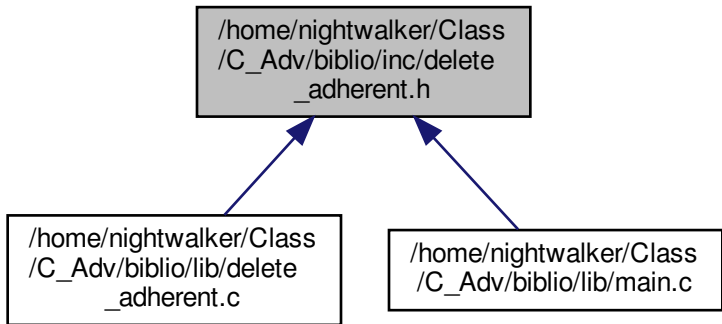 /home/nightwalker/Class
/C_Adv/biblio/inc/delete
_adherent.h
/home/nightwalker/Class
/C_Adv/biblio/lib/delete
_adherent.c
/home/nightwalker/Class
/C_Adv/biblio/lib/main.c